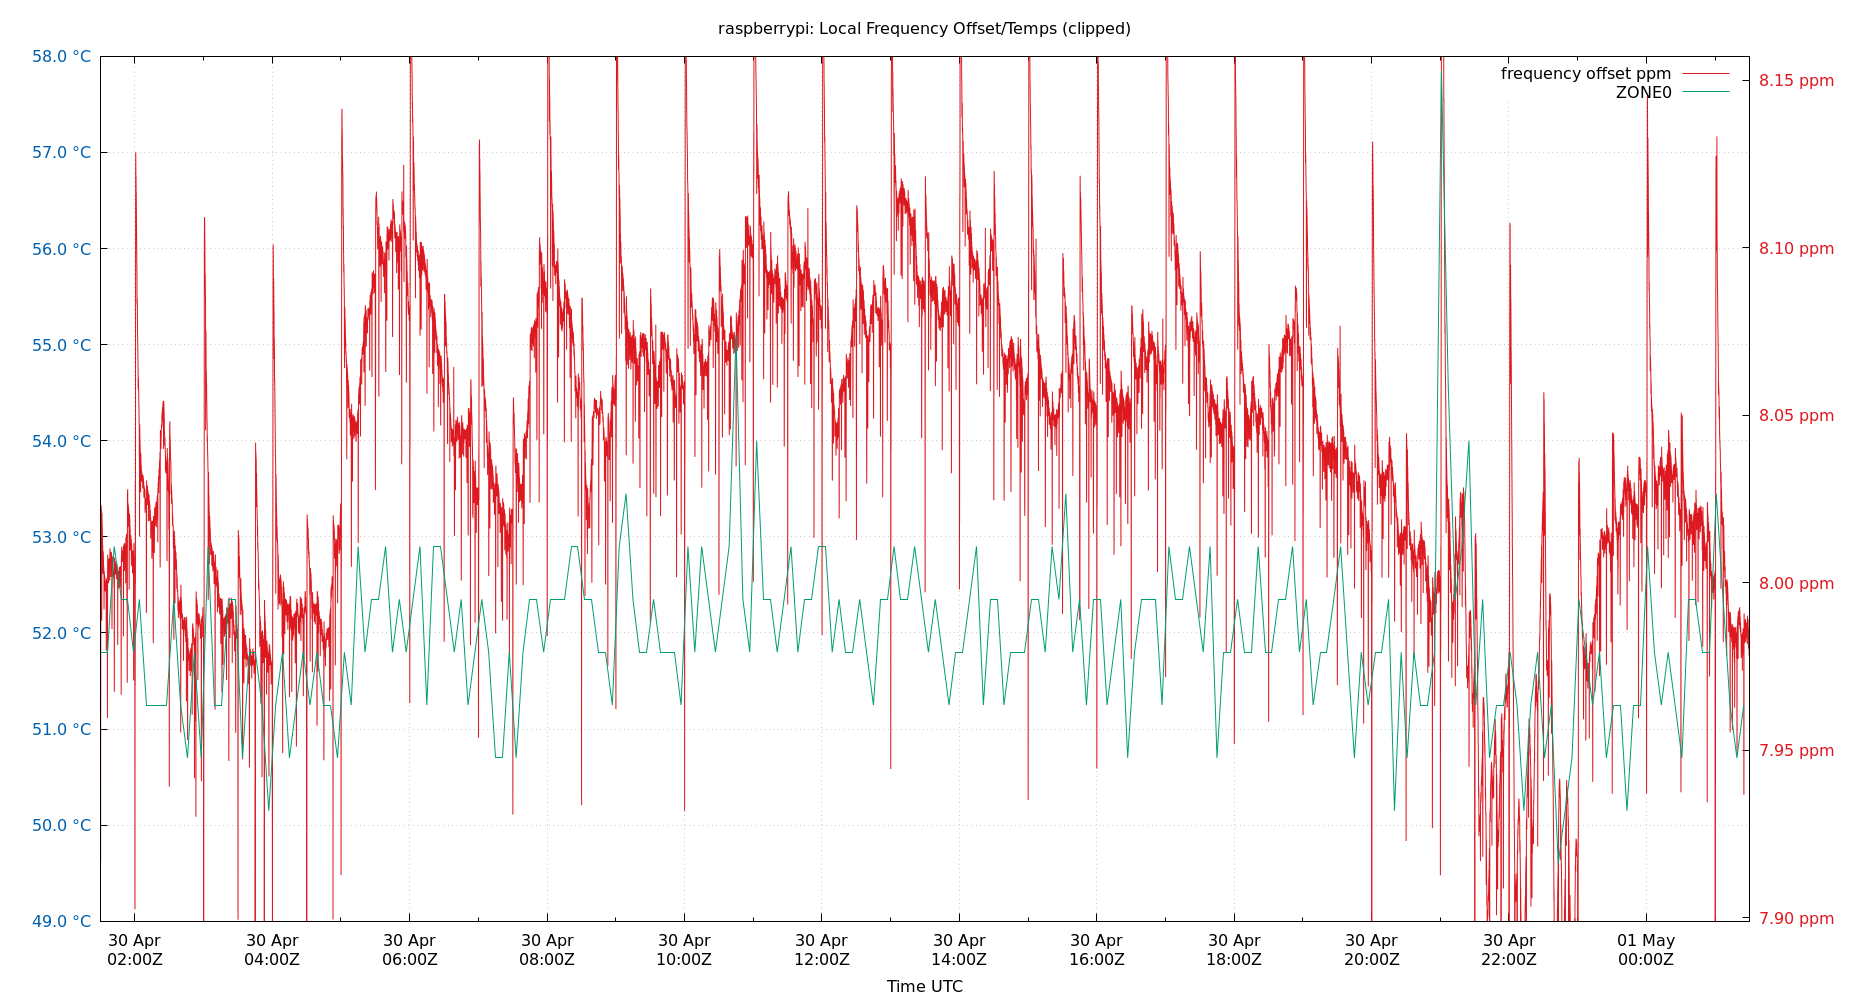 raspberrypi: Local Frequency Offset/Temps (clipped)
58.0 °C
57.0 °C
56.0 °C
55.0 °C
54.0 °C
53.0 °C
52.0 °C
51.0 °C
50.0 °C
49.0 °C
frequency offset ppm
ZONE0
8.15 ppm
8.10 ppm
8.05 ppm
8.00 ppm
7.95 ppm
7.90 ppm
30 Apr
02:00Z
30 Apr
04:00Z
30 Apr
06:00Z
30 Apr
08:00Z
30 Apr
10:00Z
30 Apr
12:00Z
30 Apr
14:00Z
30 Apr
16:00Z
30 Apr
18:00Z
30 Apr
20:00Z
30 Apr
22:00Z
01 May
00:00Z
Time UTC